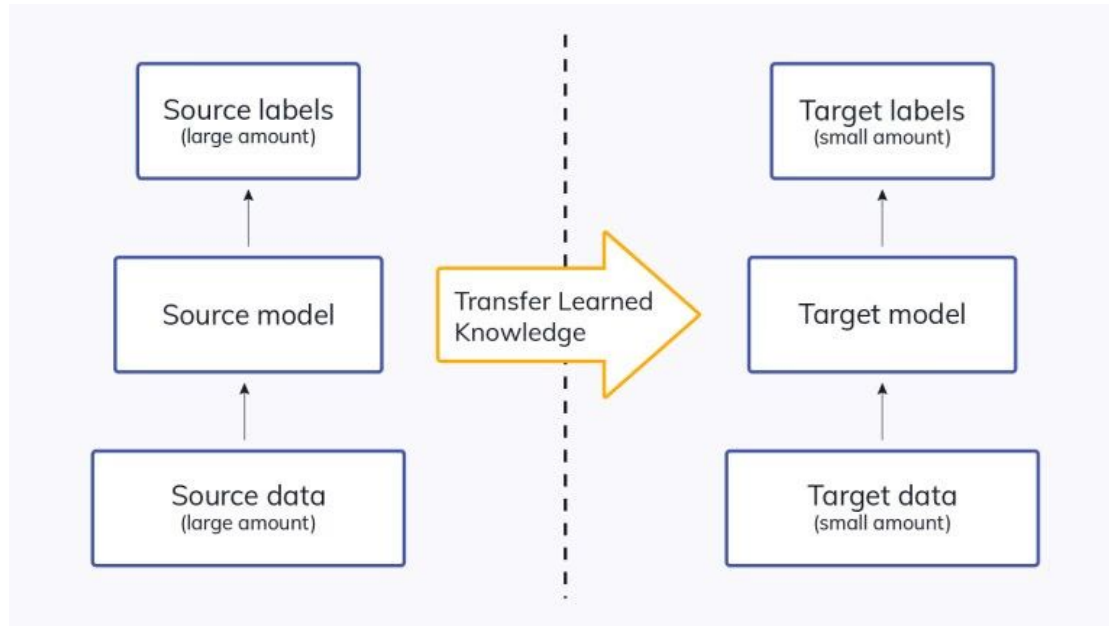 Source labels
(large amount)
Target labels
(small amount)
Source model
Transfer Learned
Knowledge
Target model
Source data
(large amount)
Target data
(small amount)